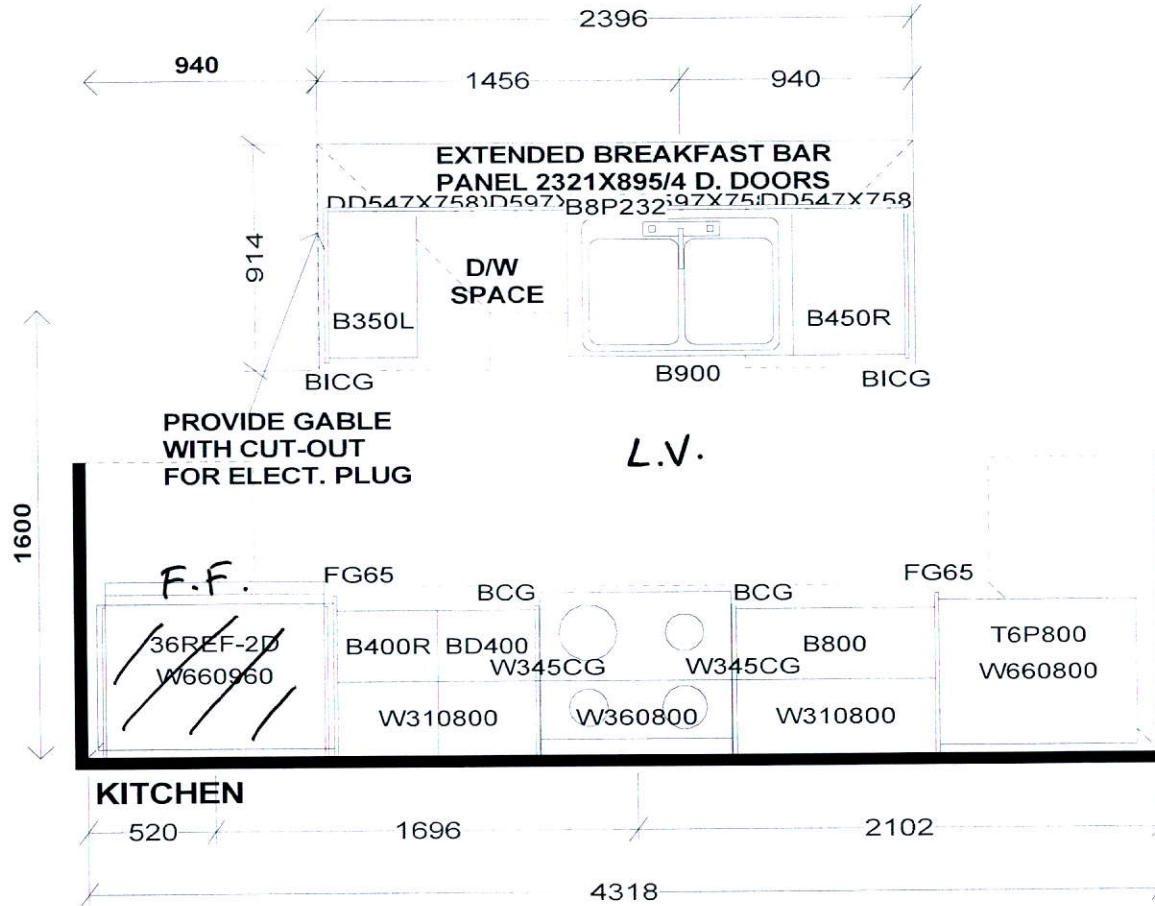 2396
940
1456
940
EXTENDED BREAKFAST BAR
PANEL 2321X895/4 D. DOORS
DD547X758
B8P232
DD547X758
914
D/W
SPACE
B350L
B450R
BICG
B900
BICG
PROVIDE GABLE
WITH CUT-OUT
FOR ELECT. PLUG
L.V.
1600
F.F.
FG65
BCG
BCG
FG65
36REF-2D
W660960
B400R
BD400
W345CG
W345CG
B800
T6P800
W660800
W310800
W360800
W310800
KITCHEN
520
1696
2102
4318